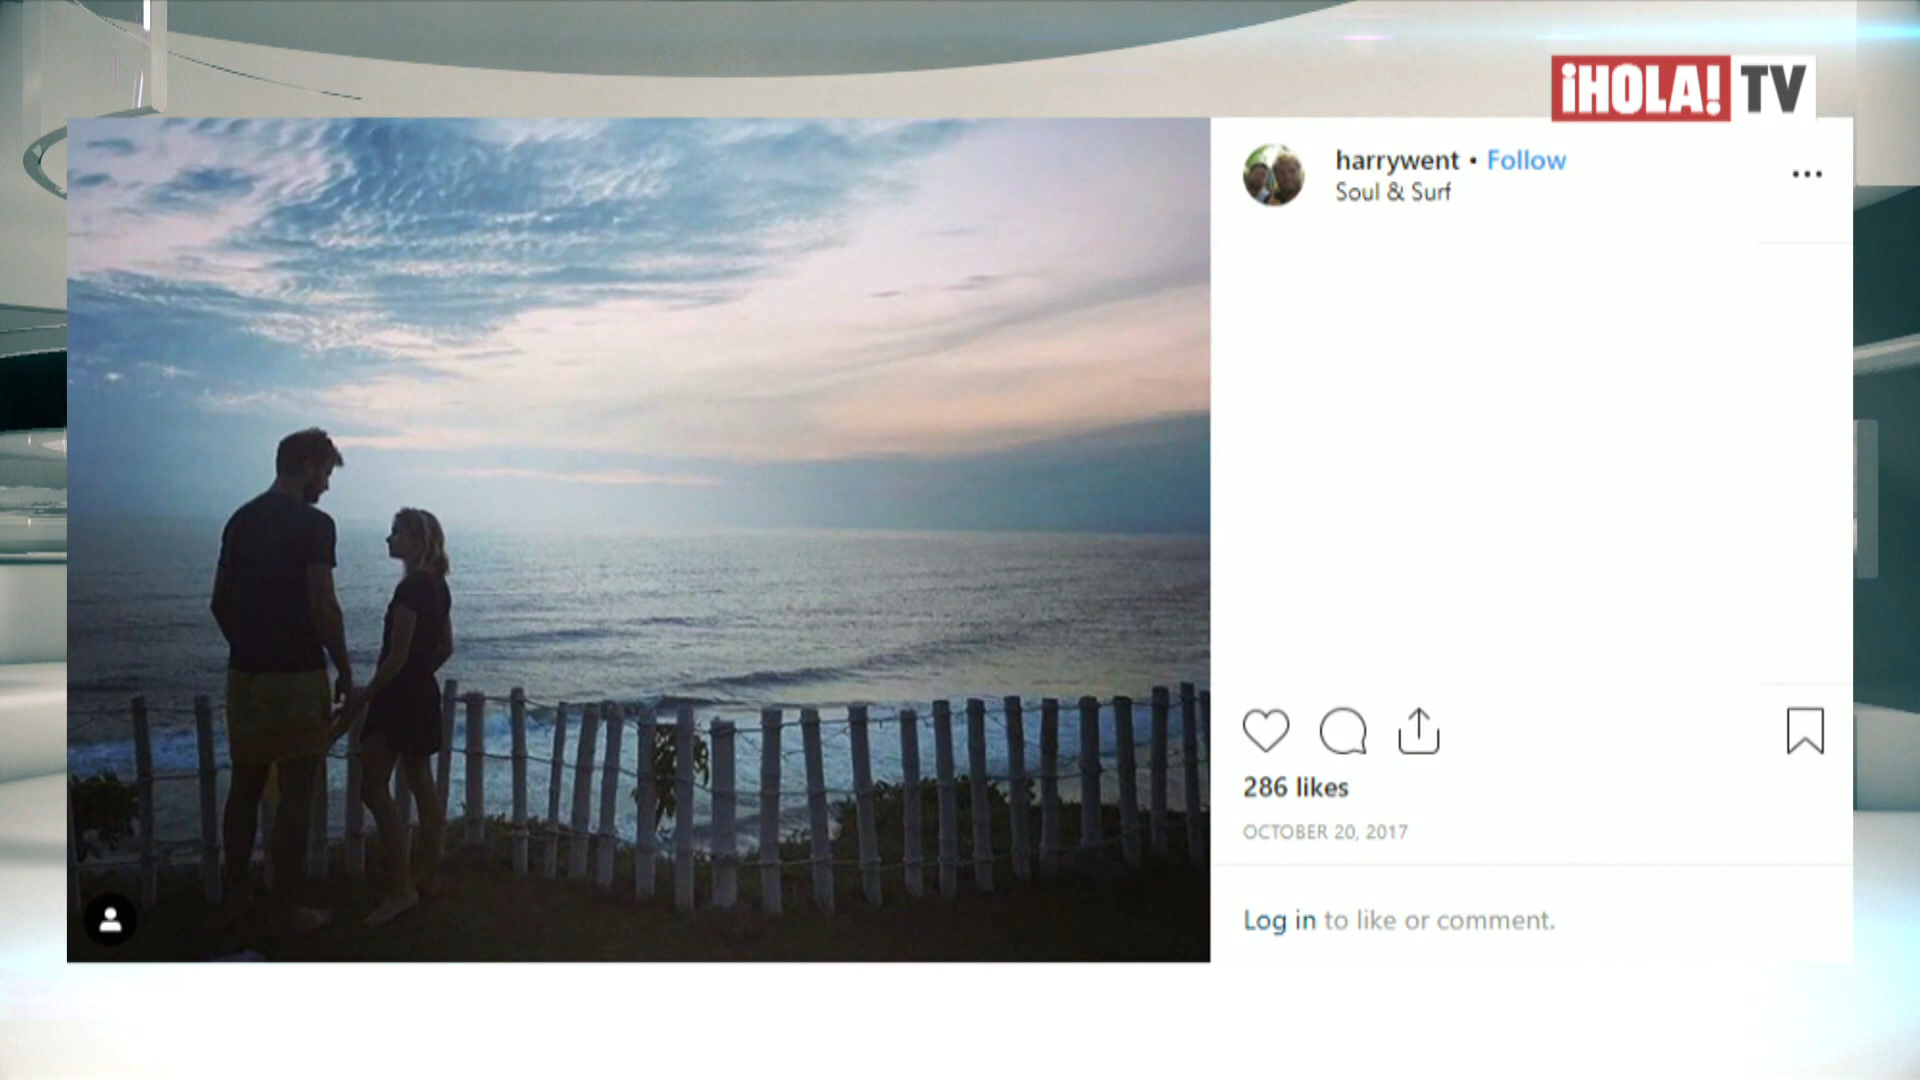 ¡HOLA! TV
harrywent • Follow
Soul & Surf
286 likes
OCTOBER 20, 2017
Log in to like or comment.